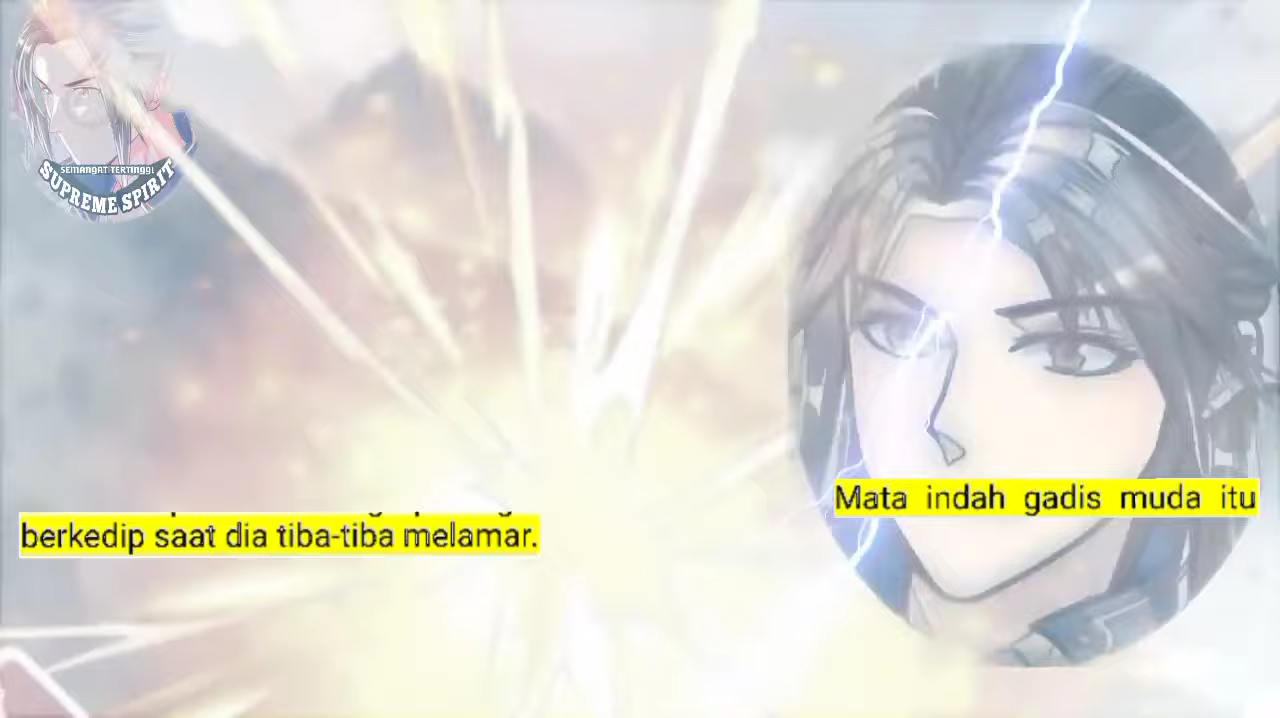 SEMANGAT TERTINGGI
SUPREME SPIRIT
Mata indah gadis muda itu
berkedip saat dia tiba-tiba melamar.